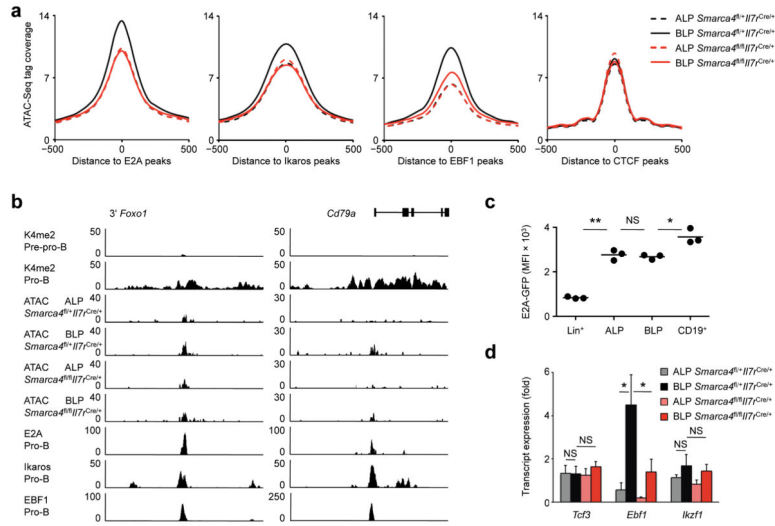 a
ATAC-Seq tag coverage
14
7
0
−500
0
500
Distance to E2A peaks
14
7
0
−500
0
500
Distance to Ikaros peaks
14
7
0
−500
0
500
Distance to EBF1 peaks
14
7
0
−500
0
500
Distance to CTCF peaks
ALP Smarca4fl/+Il7rCre/+
BLP Smarca4fl/+Il7rCre/+
ALP Smarca4fl/flIl7rCre/+
BLP Smarca4fl/flIl7rCre/+
b
3′ Foxo1
Cd79a
K4me2
Pre-pro-B
50
0
50
0
K4me2
Pro-B
50
0
50
0
ATAC ALP
Smarca4fl/+Il7rCre/+
40
0
30
0
ATAC BLP
Smarca4fl/+Il7rCre/+
40
0
30
0
ATAC ALP
Smarca4fl/flIl7rCre/+
40
0
30
0
ATAC BLP
Smarca4fl/flIl7rCre/+
40
0
30
0
E2A
Pro-B
100
0
100
0
Ikaros
Pro-B
50
0
50
0
EBF1
Pro-B
100
0
250
0
c
E2A-GFP (MFI × 10³)
4
2
0
** NS *
Lin⁺ ALP BLP CD19⁺
d
Transcript expression (fold)
6
4
2
0
ALP Smarca4fl/+Il7rCre/+
BLP Smarca4fl/+Il7rCre/+
ALP Smarca4fl/flIl7rCre/+
BLP Smarca4fl/flIl7rCre/+
* *
NS
NS
NS
NS
Tcf3 Ebf1 Ikzf1